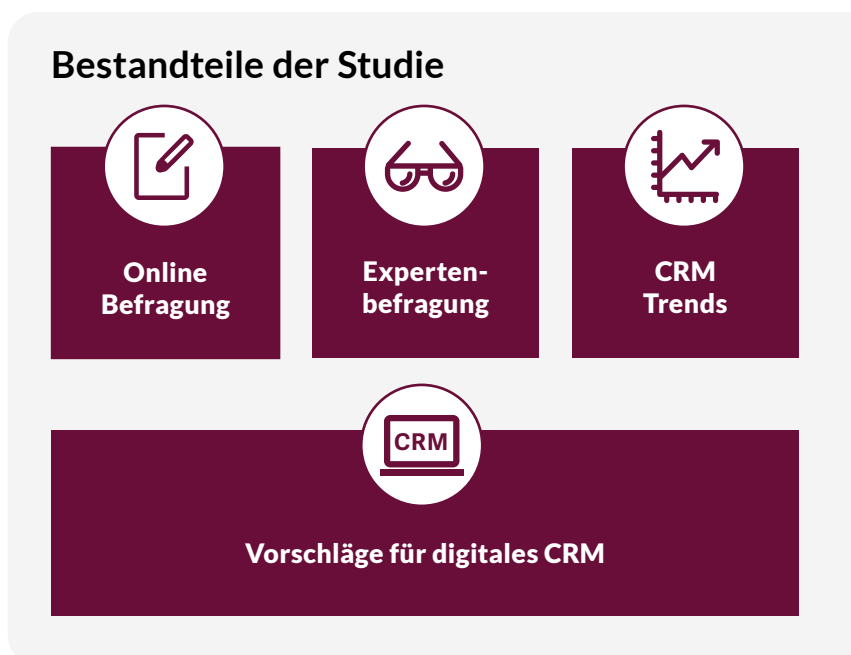 Bestandteile der Studie
Online
Befragung
Experten-
befragung
CRM
Trends
CRM
Vorschläge für digitales CRM